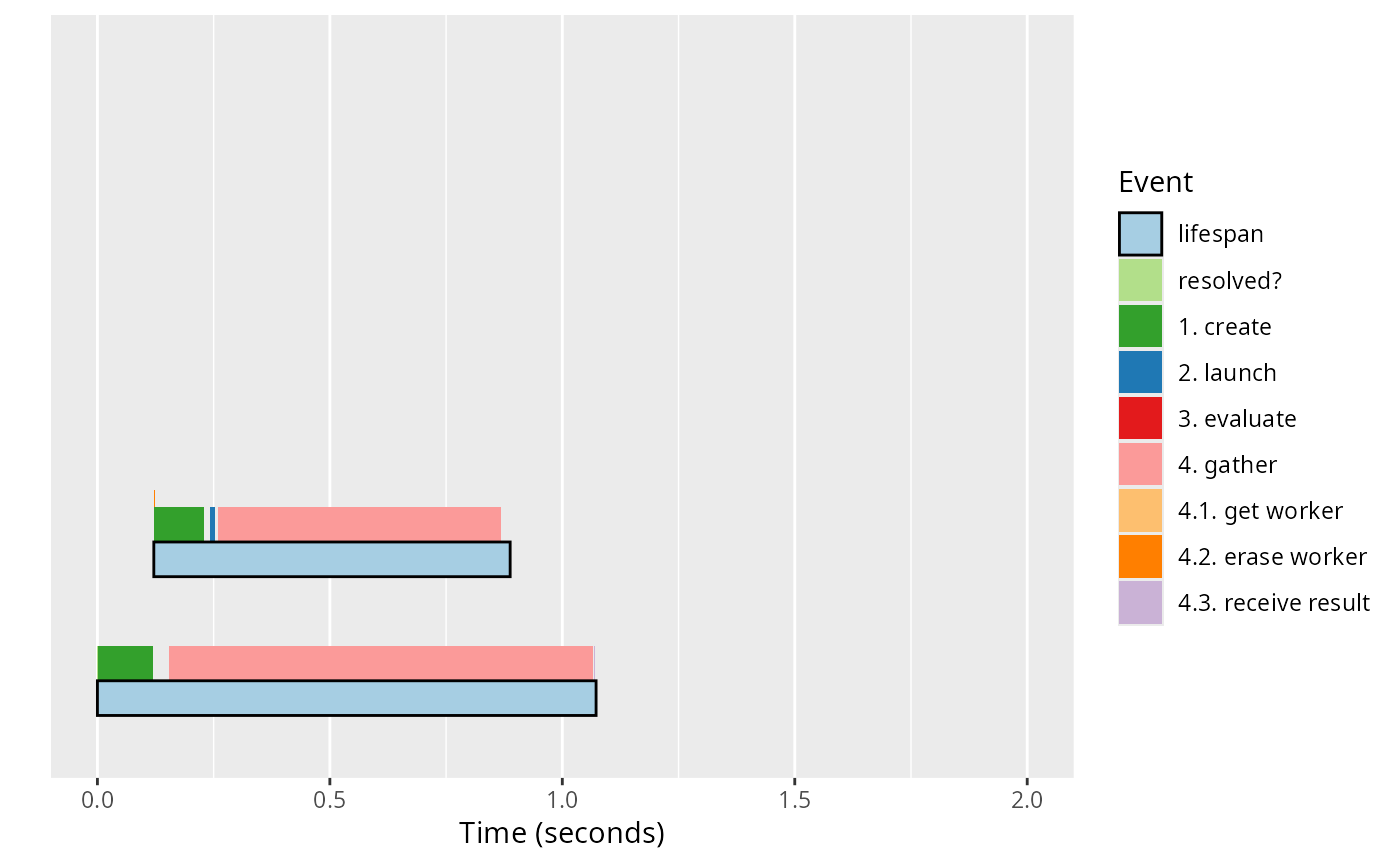 Event
lifespan
resolved?
1. create
2. launch
3. evaluate
4. gather
4.1. get worker
4.2. erase worker
4.3. receive result
0.0 0.5 1.0 1.5 2.0
Time (seconds)